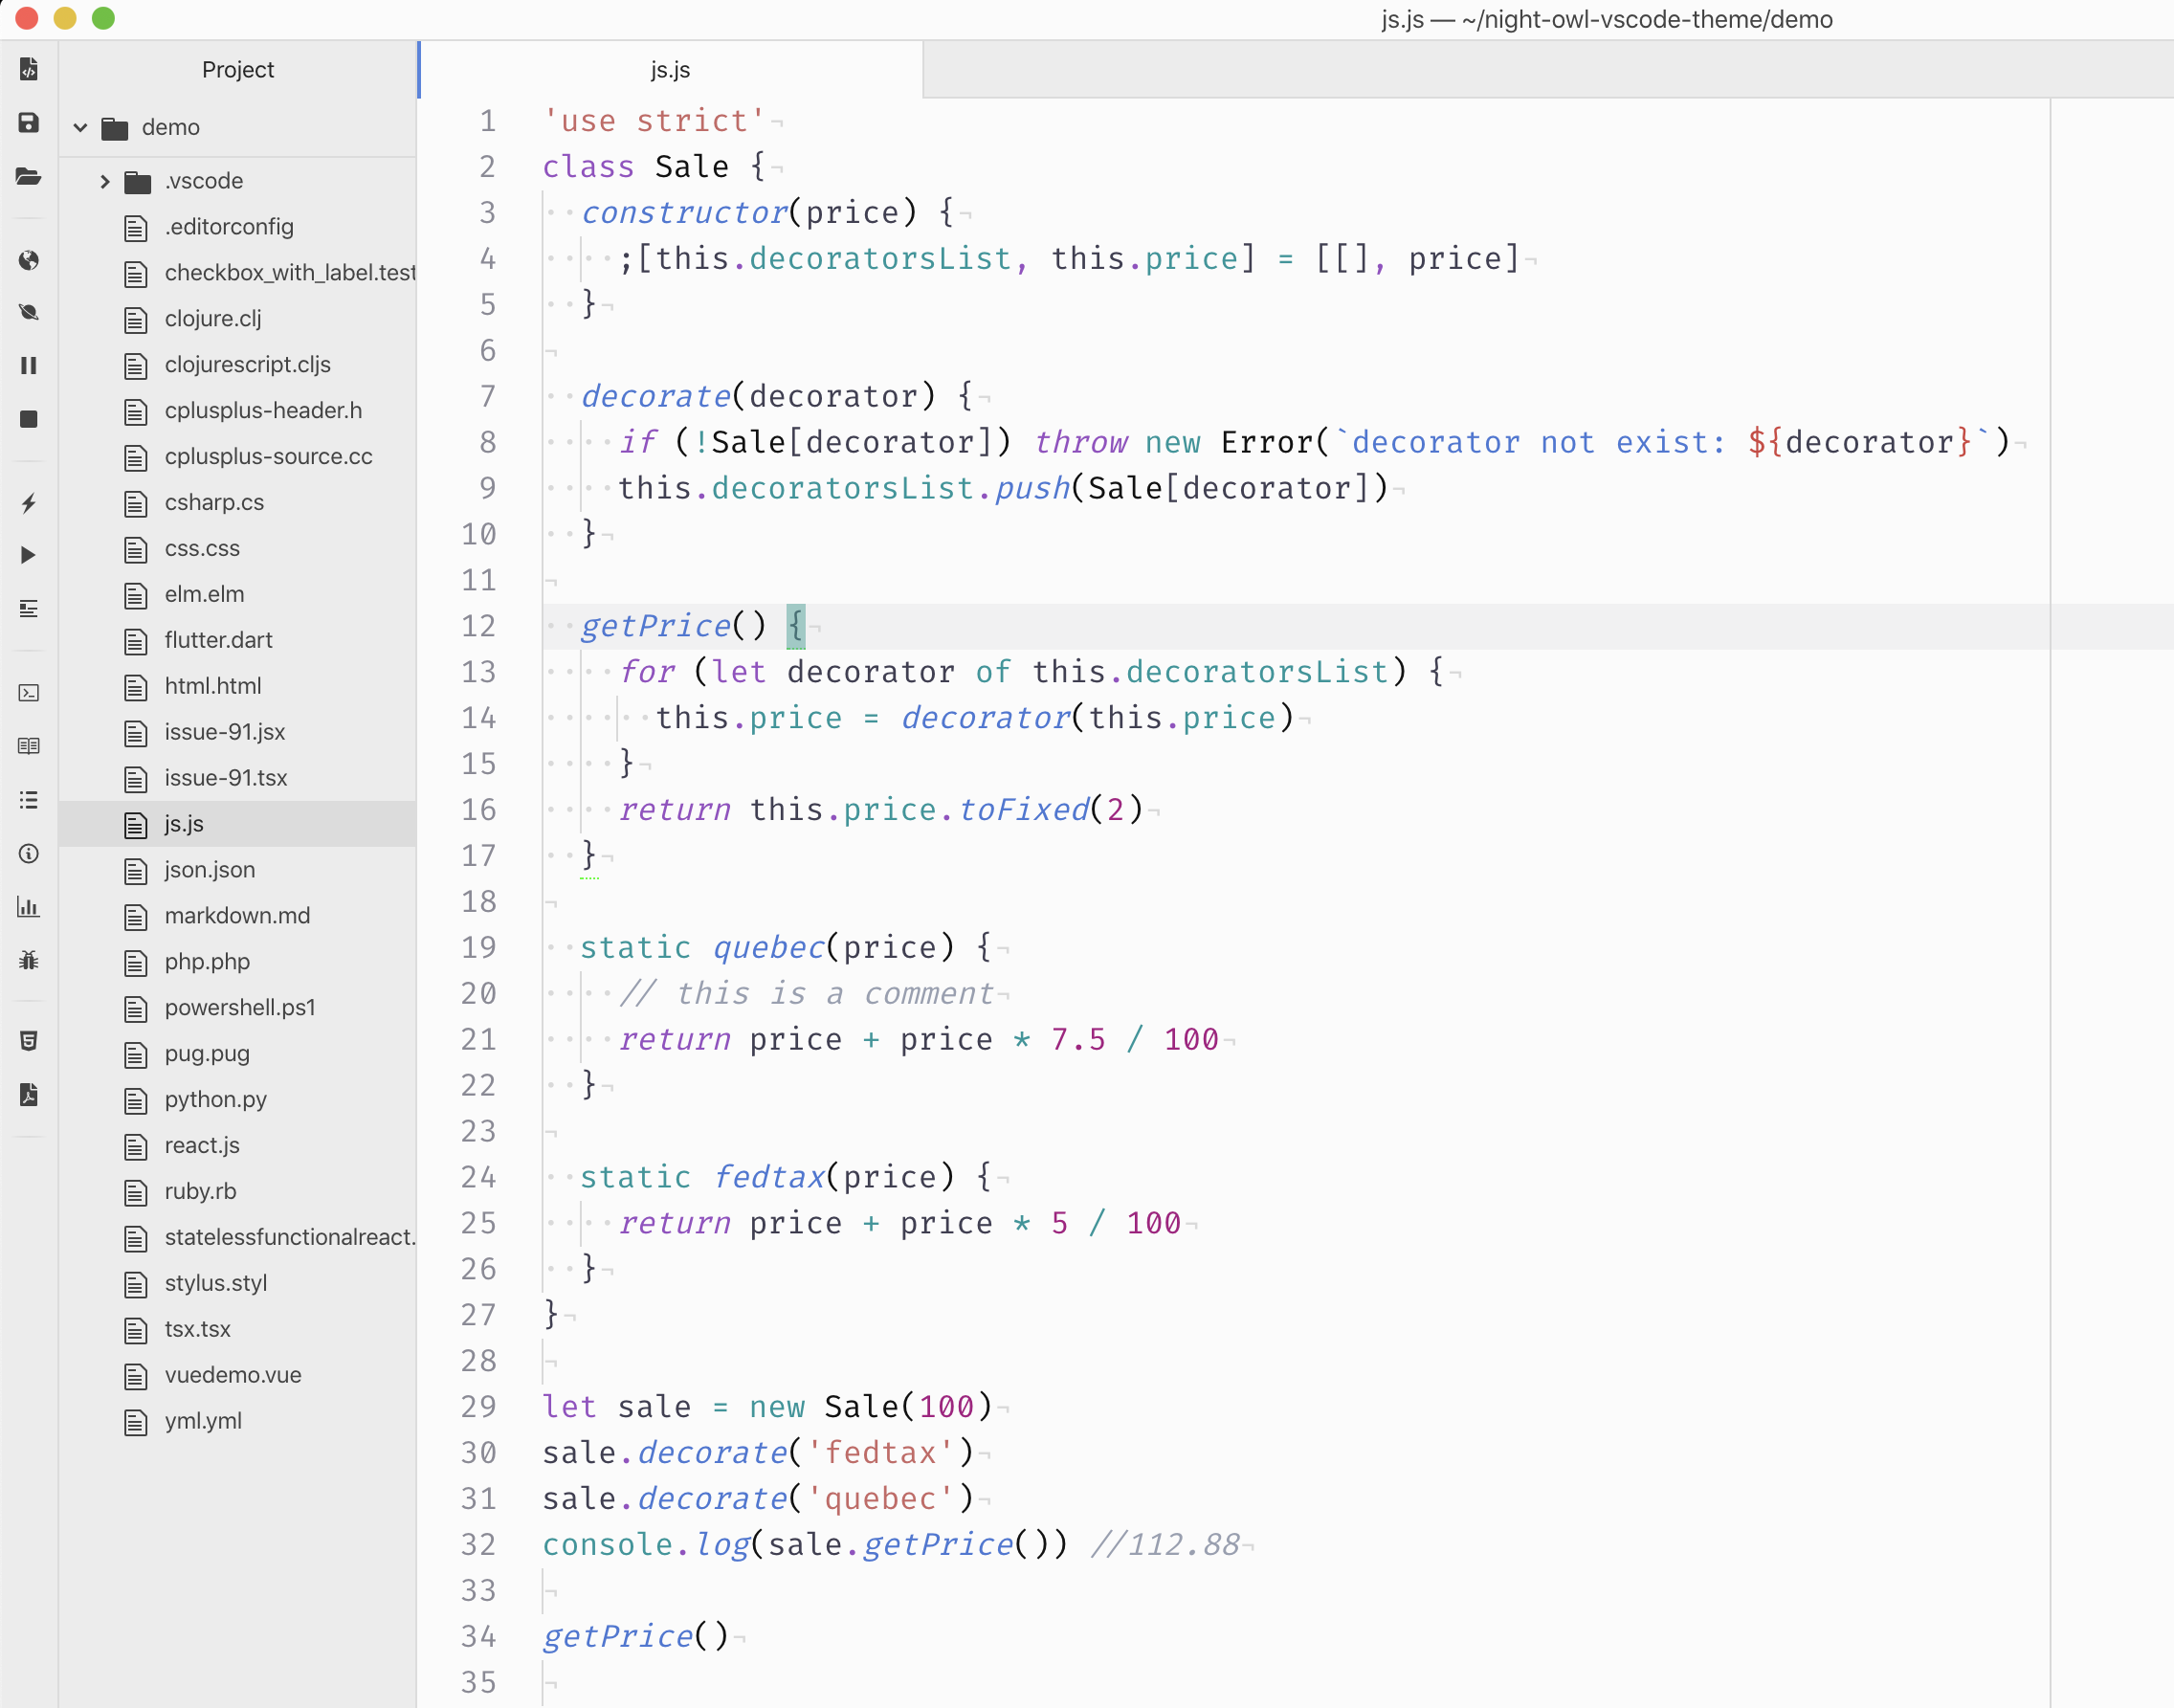 js.js — ~/night-owl-vscode-theme/demo
Project
demo
.vscode
.editorconfig
checkbox_with_label.test
clojure.clj
clojurescript.cljs
cplusplus-header.h
cplusplus-source.cc
csharp.cs
css.css
elm.elm
flutter.dart
html.html
issue-91.jsx
issue-91.tsx
js.js
json.json
markdown.md
php.php
powershell.ps1
pug.pug
python.py
react.js
ruby.rb
statelessfunctionalreact.
stylus.styl
tsx.tsx
vuedemo.vue
yml.yml
js.js
1 'use strict'¬
2 class Sale {¬
3 ··constructor(price) {¬
4 ····;[this.decoratorsList, this.price] = [[], price]¬
5 ··}¬
6 ¬
7 ··decorate(decorator) {¬
8 ····if (!Sale[decorator]) throw new Error(`decorator not exist: ${decorator}`)¬
9 ····this.decoratorsList.push(Sale[decorator])¬
10 ··}¬
11 ¬
12 ··getPrice() {¬
13 ····for (let decorator of this.decoratorsList) {¬
14 ······this.price = decorator(this.price)¬
15 ····}¬
16 ····return this.price.toFixed(2)¬
17 ··}¬
18 ¬
19 ··static quebec(price) {¬
20 ····// this is a comment¬
21 ····return price + price * 7.5 / 100¬
22 ··}¬
23 ¬
24 ··static fedtax(price) {¬
25 ····return price + price * 5 / 100¬
26 ··}¬
27 }¬
28 ¬
29 let sale = new Sale(100)¬
30 sale.decorate('fedtax')¬
31 sale.decorate('quebec')¬
32 console.log(sale.getPrice()) //112.88¬
33 ¬
34 getPrice()¬
35 ¬